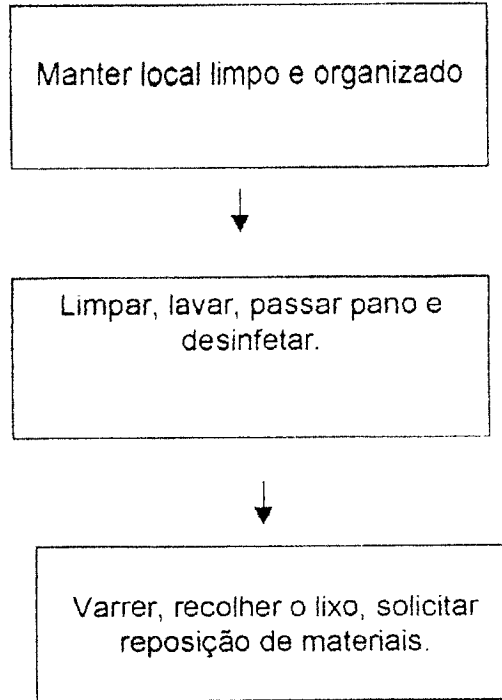 Manter local limpo e organizado
Limpar, lavar, passar pano e
desinfetar.
Varrer, recolher o lixo, solicitar
reposição de materiais.